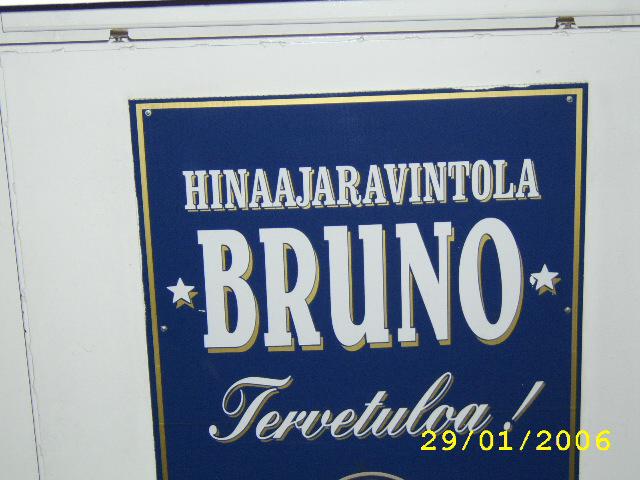 HINAAJARAVINTOLA
BRUNO
Tervetuloa!
29/01/2006